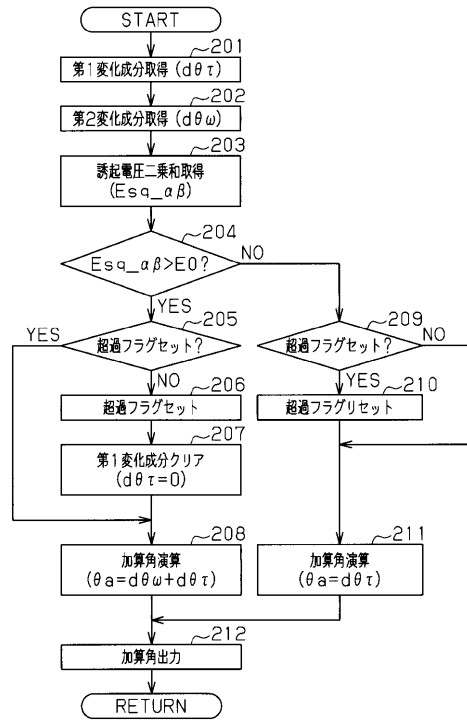 START
201
第1変化成分取得(dθτ)
202
第2変化成分取得(dθω)
203
誘起電圧二乗和取得
(Esq_αβ)
204
Esq_αβ>E0?
NO
YES
205
超過フラグセット?
YES
NO
206
超過フラグセット
207
第1変化成分クリア
(dθτ=0)
208
加算角演算
(θa=dθω+dθτ)
209
超過フラグセット?
NO
YES
210
超過フラグリセット
211
加算角演算
(θa=dθτ)
212
加算角出力
RETURN